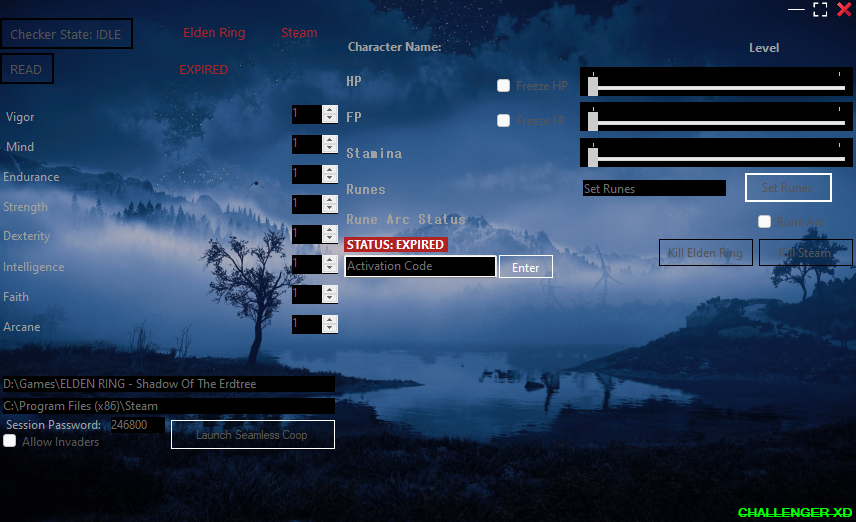 Checker State: IDLE
Elden Ring
Steam
READ
EXPIRED
Character Name:
Level
HP
Freeze HP
FP
Freeze FP
Stamina
Runes
Set Runes
Set Runes
Rune Arc Status
Rune Arc
STATUS: EXPIRED
Kill Elden Ring
Kill Steam
Activation Code
Enter
Vigor
1
Mind
1
Endurance
1
Strength
1
Dexterity
1
Intelligence
1
Faith
1
Arcane
1
D:\Games\ELDEN RING - Shadow Of The Erdtree
C:\Program Files (x86)\Steam
Session Password: 246800
Allow Invaders
Launch Seamless Coop
CHALLENGER XD